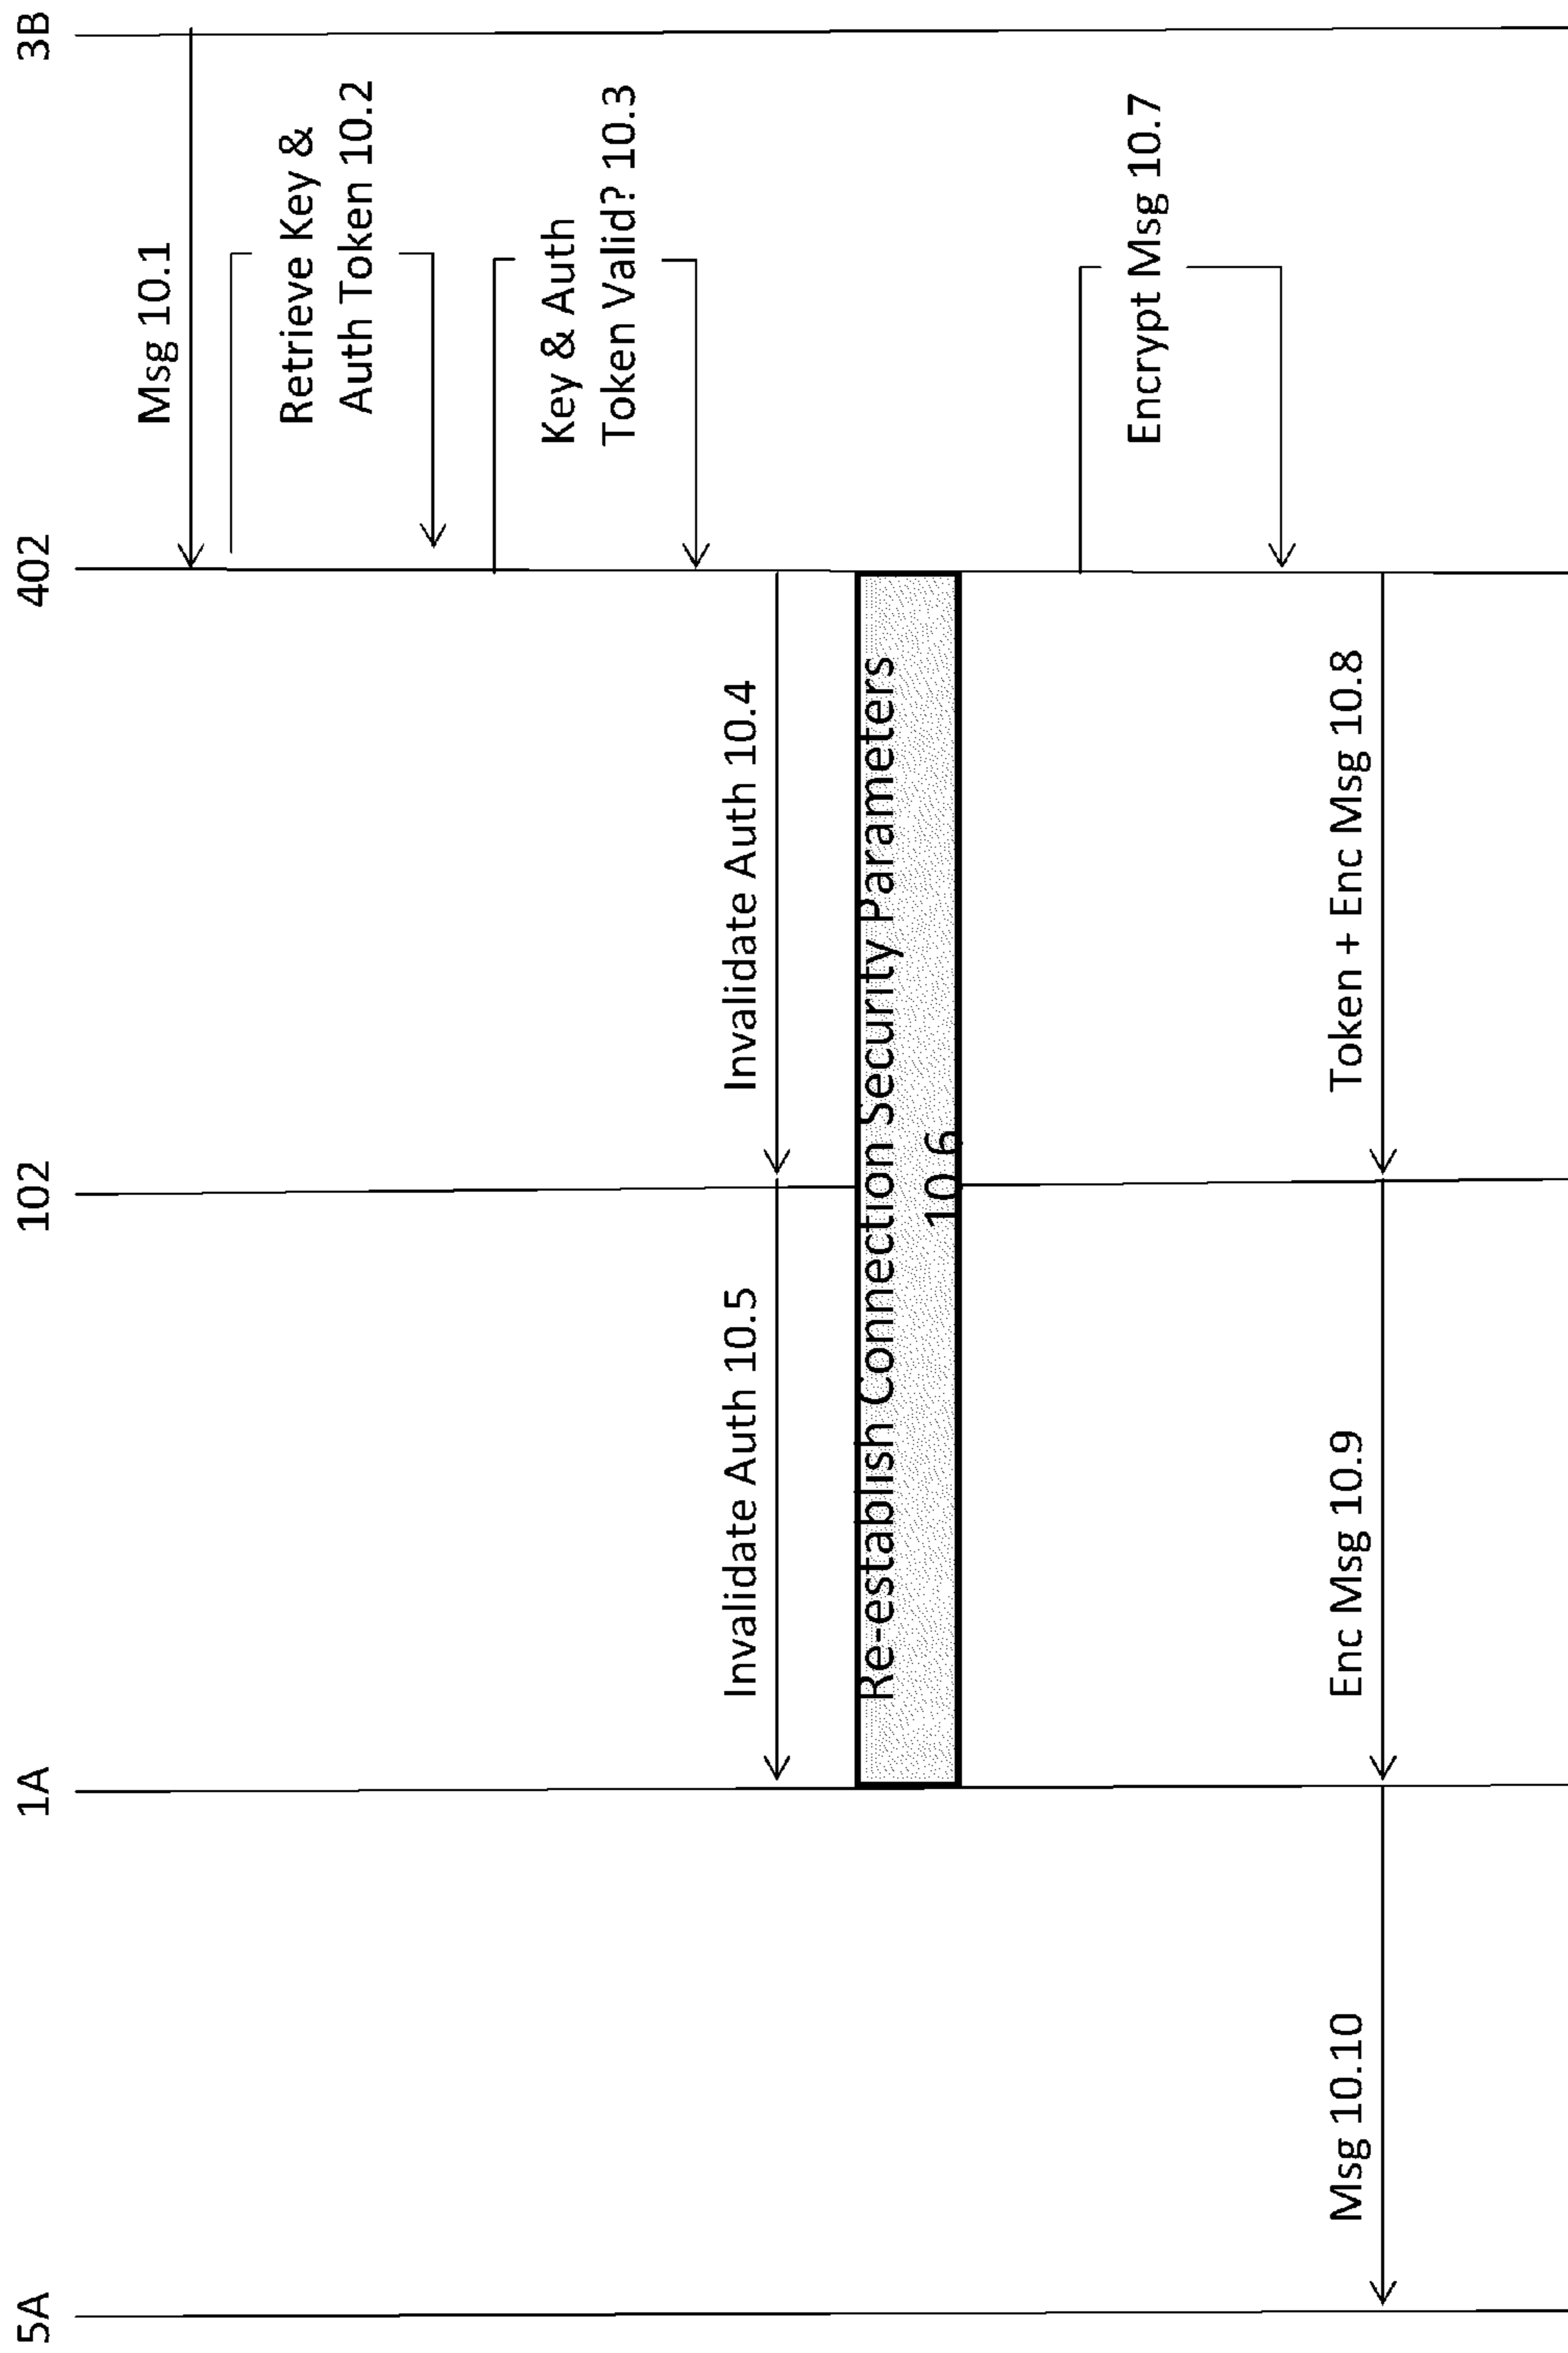 5A
1A
102
402
3B
Msg 10.1
Retrieve Key &
Auth Token 10.2
Key & Auth
Token Valid? 10.3
Invalidate Auth 10.5
Invalidate Auth 10.4
Re-establish Connection Security Parameters
10.6
Encrypt Msg 10.7
Msg 10.10
Enc Msg 10.9
Token + Enc Msg 10.8